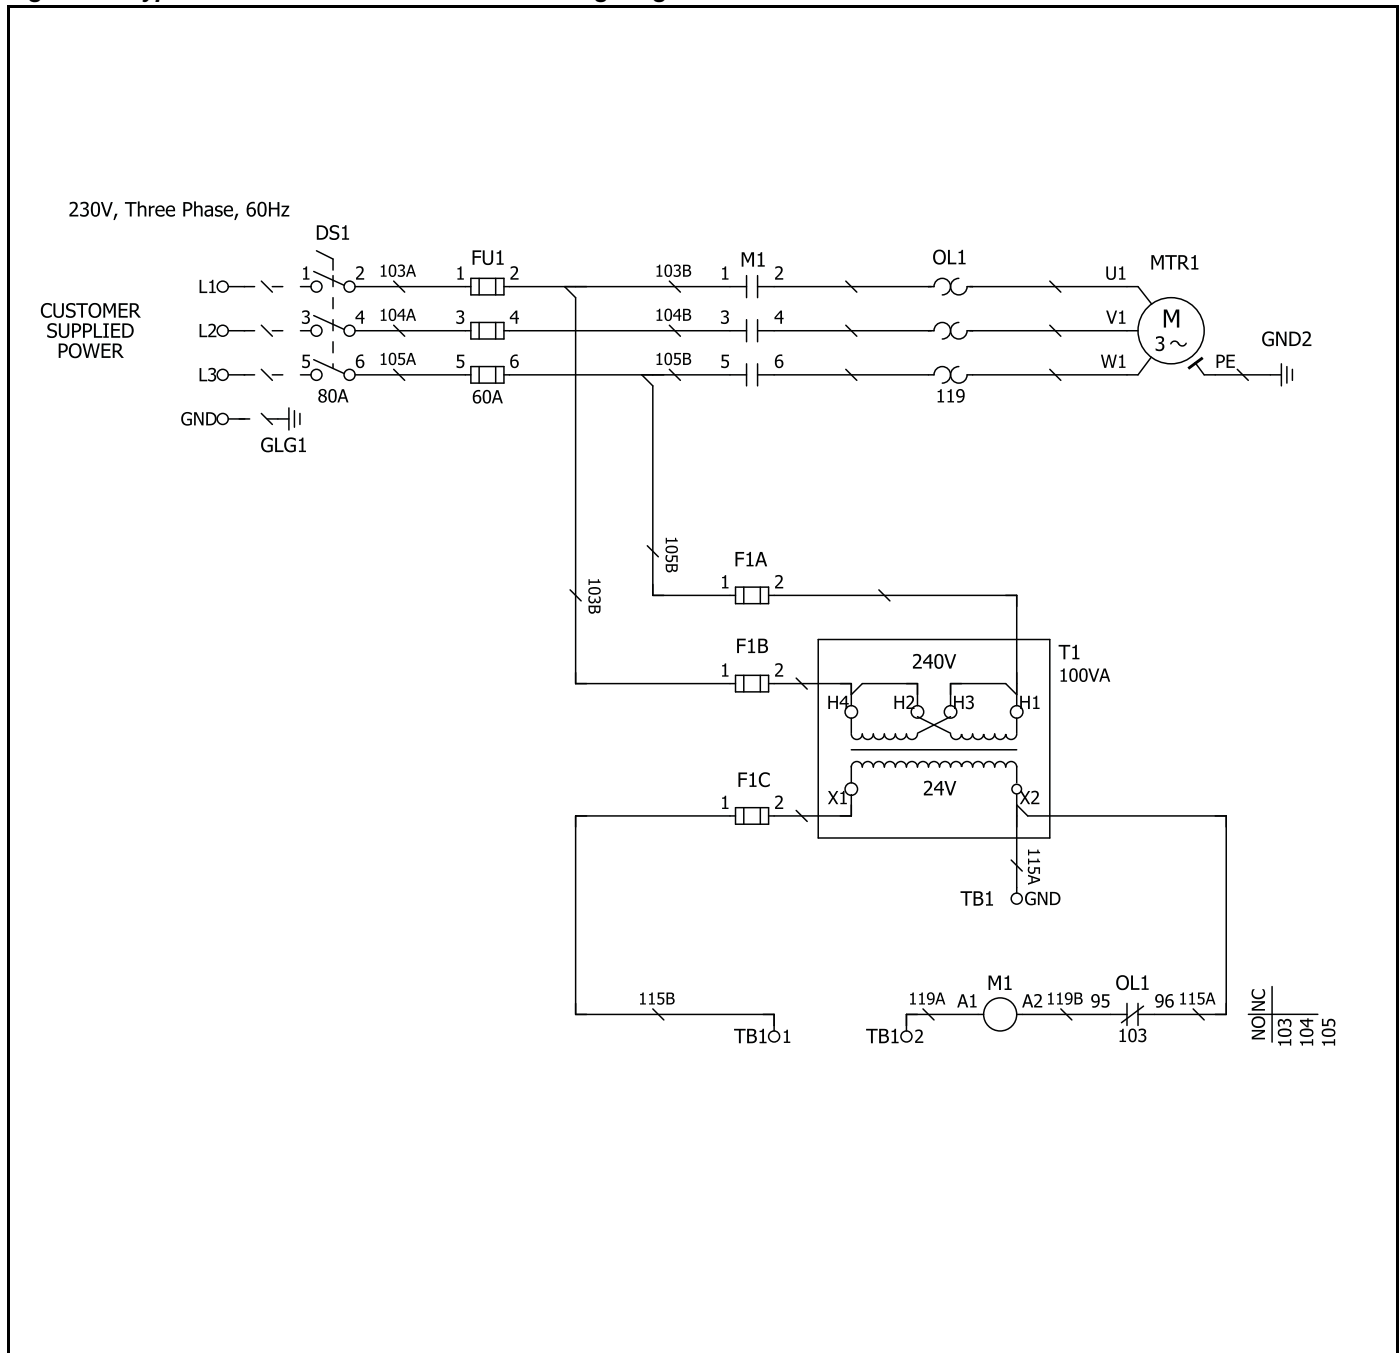 230V, Three Phase, 60Hz
DS1
FU1
M1
OL1
MTR1
L1 1 2 103A 1 2 103B 1 2 U1
CUSTOMER
SUPPLIED
POWER
L2 3 4 104A 3 4 104B 3 4 V1
M
3~
GND2
L3 5 6 105A 5 6 105B 5 6 W1 PE
80A
60A
119
GND
GLG1
105B
103B
F1A
1 2
F1B
1 2
240V
T1
100VA
H4 H2 H3 H1
F1C
1 2
24V
X1 X2
115A
TB1 GND
115B
TB1 1
M1
OL1
119A A1 A2 119B 95 96 115A
TB1 2
103
NO NC
103
104
105